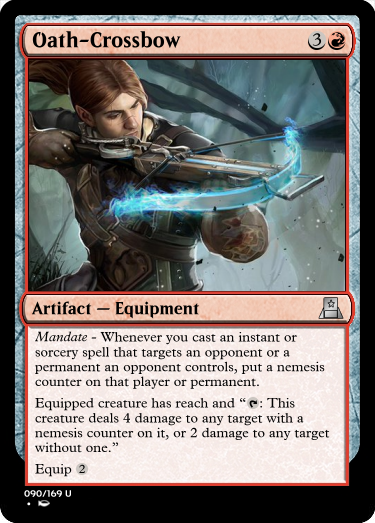 Oath-Crossbow 3
Artifact — Equipment
Mandate - Whenever you cast an instant or
sorcery spell that targets an opponent or a
permanent an opponent controls, put a nemesis
counter on that player or permanent.
Equipped creature has reach and “: This
creature deals 4 damage to any target with a
nemesis counter on it, or 2 damage to any target
without one.”
Equip 2
090/169 U